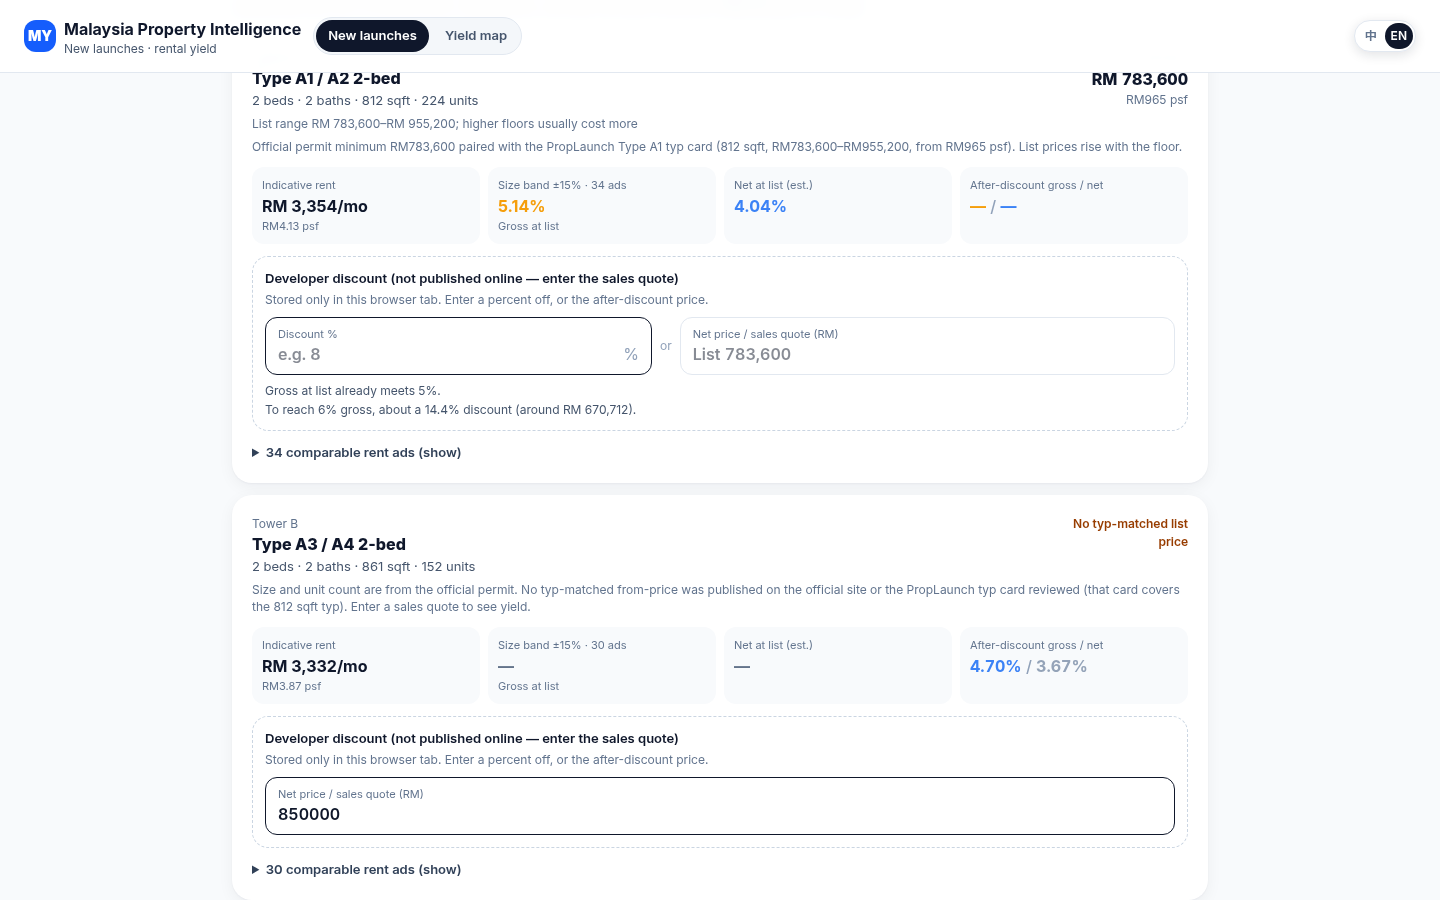 MY
Malaysia Property Intelligence
New launches · rental yield
New launches
Yield map
中
EN
Type A1 / A2 2-bed
RM 783,600
2 beds · 2 baths · 812 sqft · 224 units
RM965 psf
List range RM 783,600–RM 955,200; higher floors usually cost more
Official permit minimum RM783,600 paired with the PropLaunch Type A1 typ card (812 sqft, RM783,600–RM955,200, from RM965 psf). List prices rise with the floor.
Indicative rent
RM 3,354/mo
RM4.13 psf
Size band ±15% · 34 ads
5.14%
Gross at list
Net at list (est.)
4.04%
After-discount gross / net
— / —
Developer discount (not published online — enter the sales quote)
Stored only in this browser tab. Enter a percent off, or the after-discount price.
Discount %
e.g. 8
%
or
Net price / sales quote (RM)
List 783,600
Gross at list already meets 5%.
To reach 6% gross, about a 14.4% discount (around RM 670,712).
▶ 34 comparable rent ads (show)
Tower B
Type A3 / A4 2-bed
No typ-matched list
price
2 beds · 2 baths · 861 sqft · 152 units
Size and unit count are from the official permit. No typ-matched from-price was published on the official site or the PropLaunch typ card reviewed (that card covers
the 812 sqft typ). Enter a sales quote to see yield.
Indicative rent
RM 3,332/mo
RM3.87 psf
Size band ±15% · 30 ads
—
Gross at list
Net at list (est.)
—
After-discount gross / net
4.70% / 3.67%
Developer discount (not published online — enter the sales quote)
Stored only in this browser tab. Enter a percent off, or the after-discount price.
Net price / sales quote (RM)
850000
▶ 30 comparable rent ads (show)